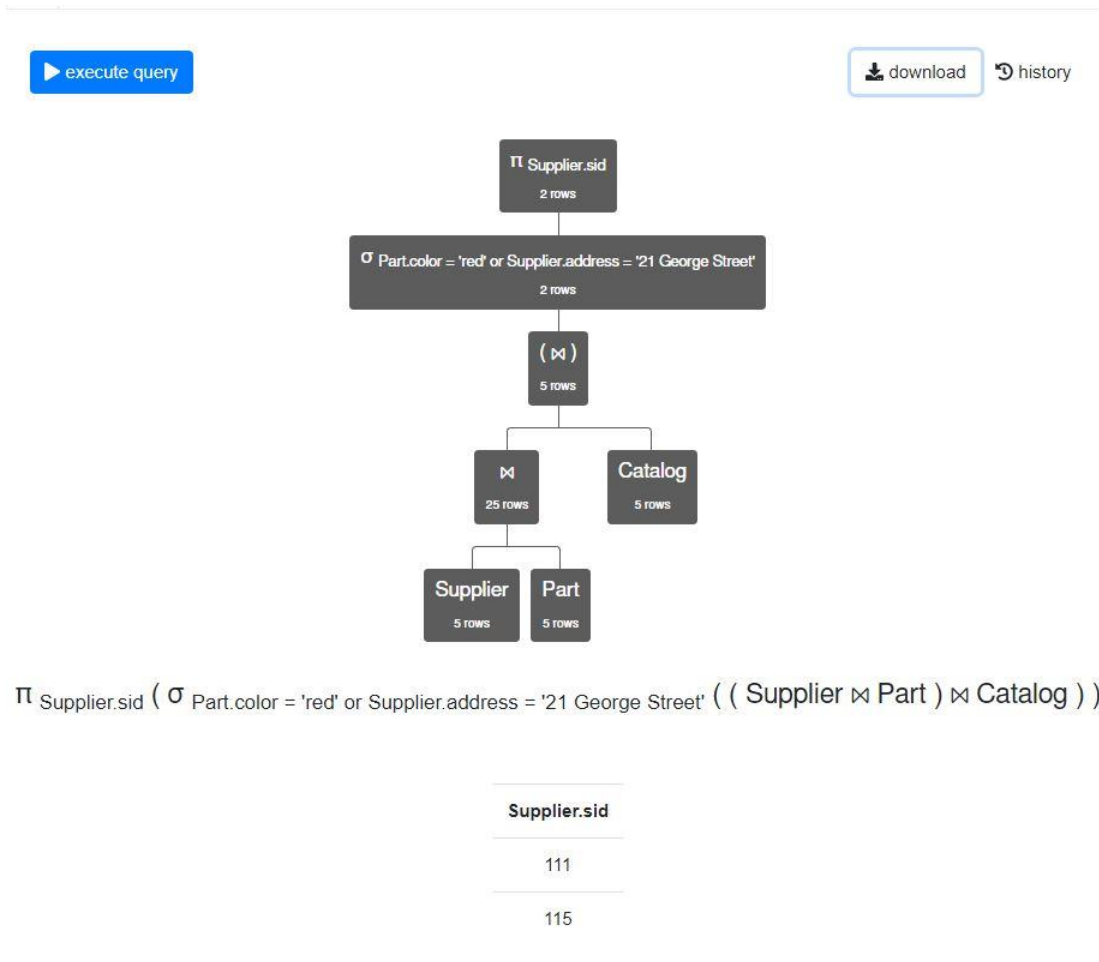 execute query
download
history
π Supplier.sid
2 rows
σ Part.color = 'red' or Supplier.address = '21 George Street'
2 rows
( ⋈ )
5 rows
⋈
25 rows
Catalog
5 rows
Supplier
5 rows
Part
5 rows
π Supplier.sid ( σ Part.color = 'red' or Supplier.address = '21 George Street' ( ( Supplier ⋈ Part ) ⋈ Catalog ) )
Supplier.sid
111
115